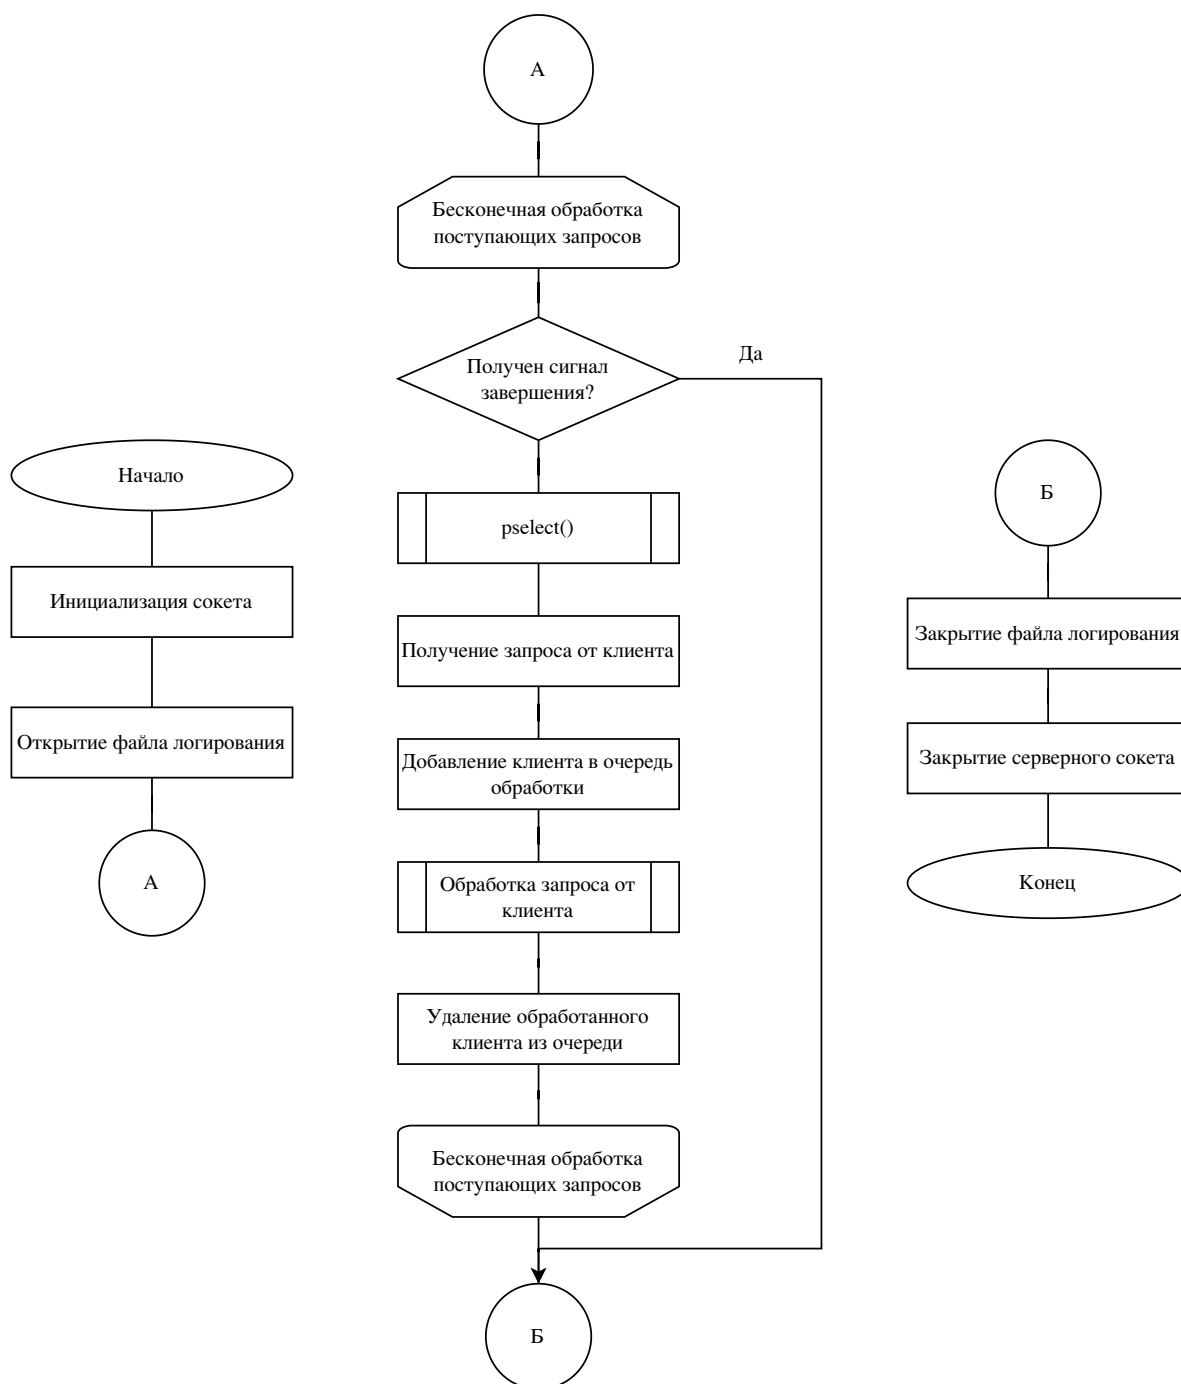 Начало
Инициализация сокета
Открытие файла логирования
А
А
Бесконечная обработка
поступающих запросов
Получен сигнал
завершения?
Да
pselect()
Получение запроса от клиента
Добавление клиента в очередь
обработки
Обработка запроса от
клиента
Удаление обработанного
клиента из очереди
Бесконечная обработка
поступающих запросов
Б
Б
Закрытие файла логирования
Закрытие серверного сокета
Конец